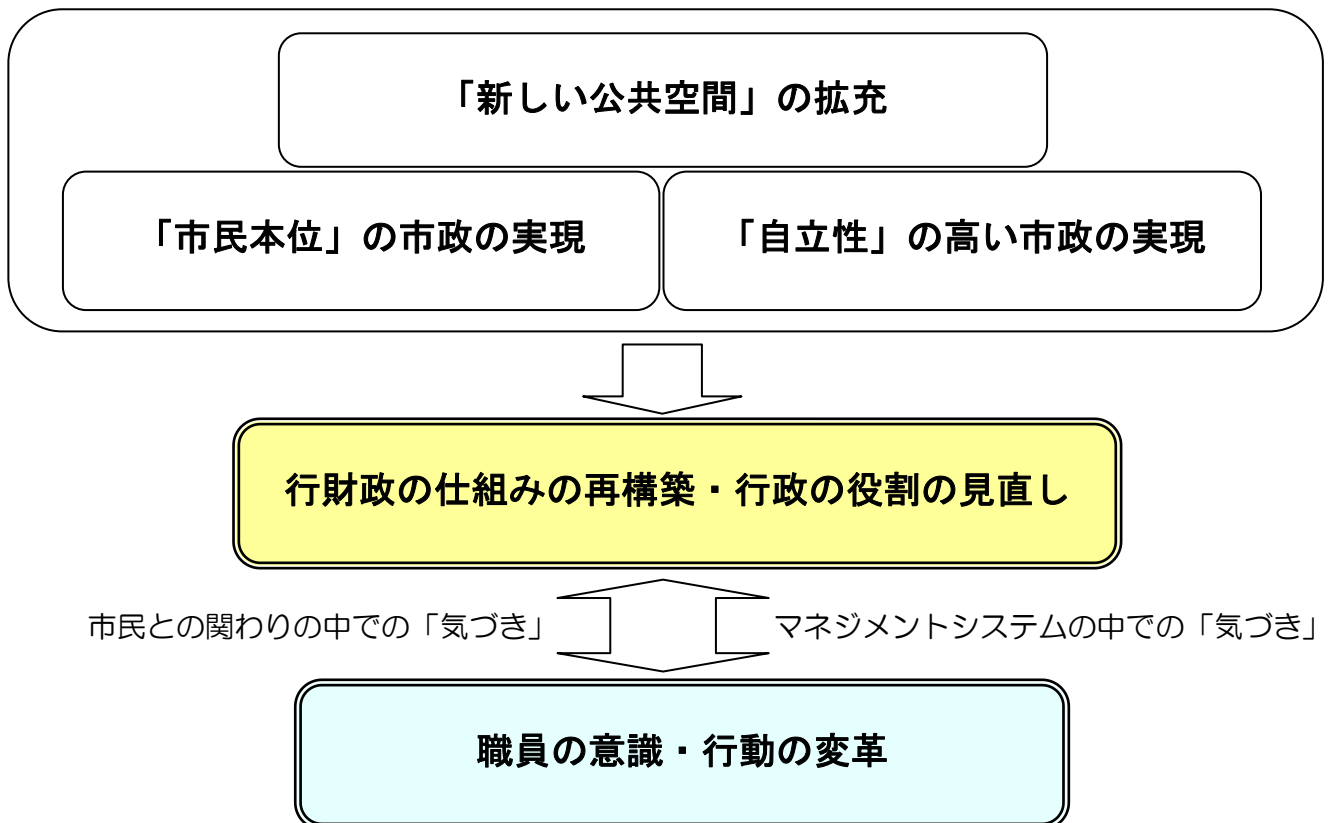 「新しい公共空間」の拡充
「市民本位」の市政の実現
「自立性」の高い市政の実現
行財政の仕組みの再構築・行政の役割の見直し
市民との関わりの中での「気づき」
マネジメントシステムの中での「気づき」
職員の意識・行動の変革